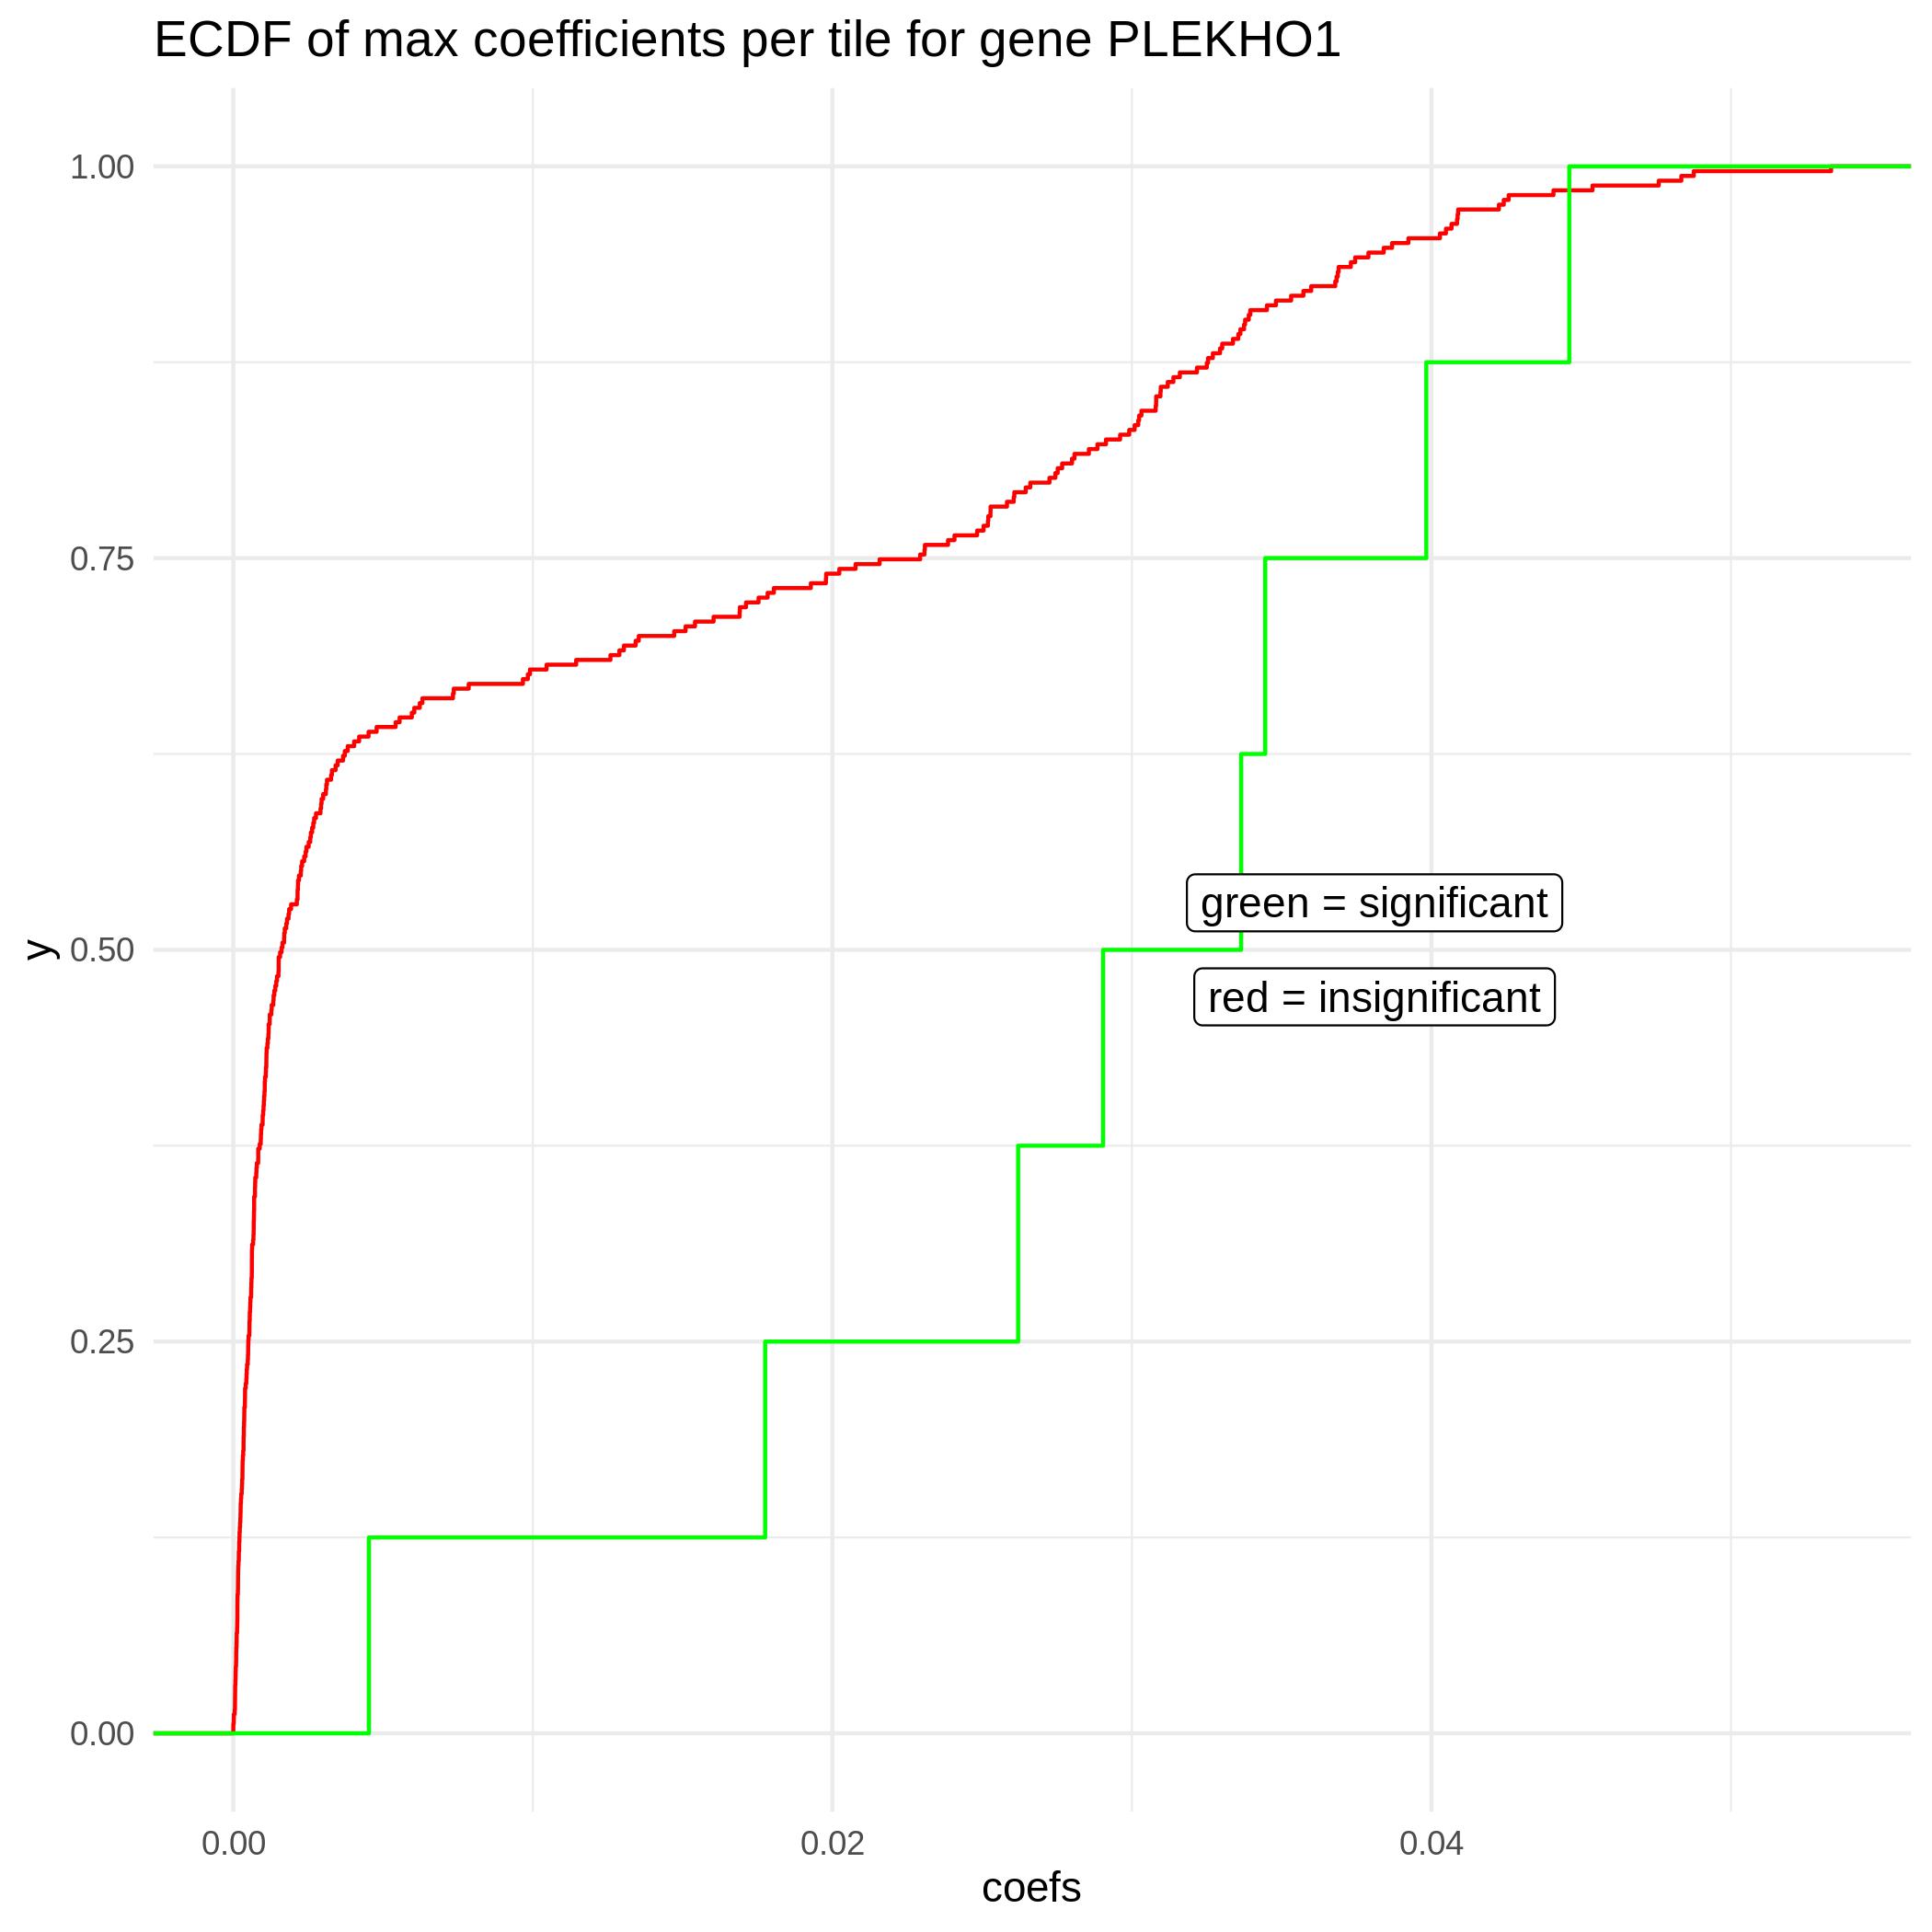 ECDF of max coefficients per tile for gene PLEKHO1
1.00
0.75
y
0.50
0.25
0.00
green = significant
red = insignificant
0.00
0.02
0.04
coefs